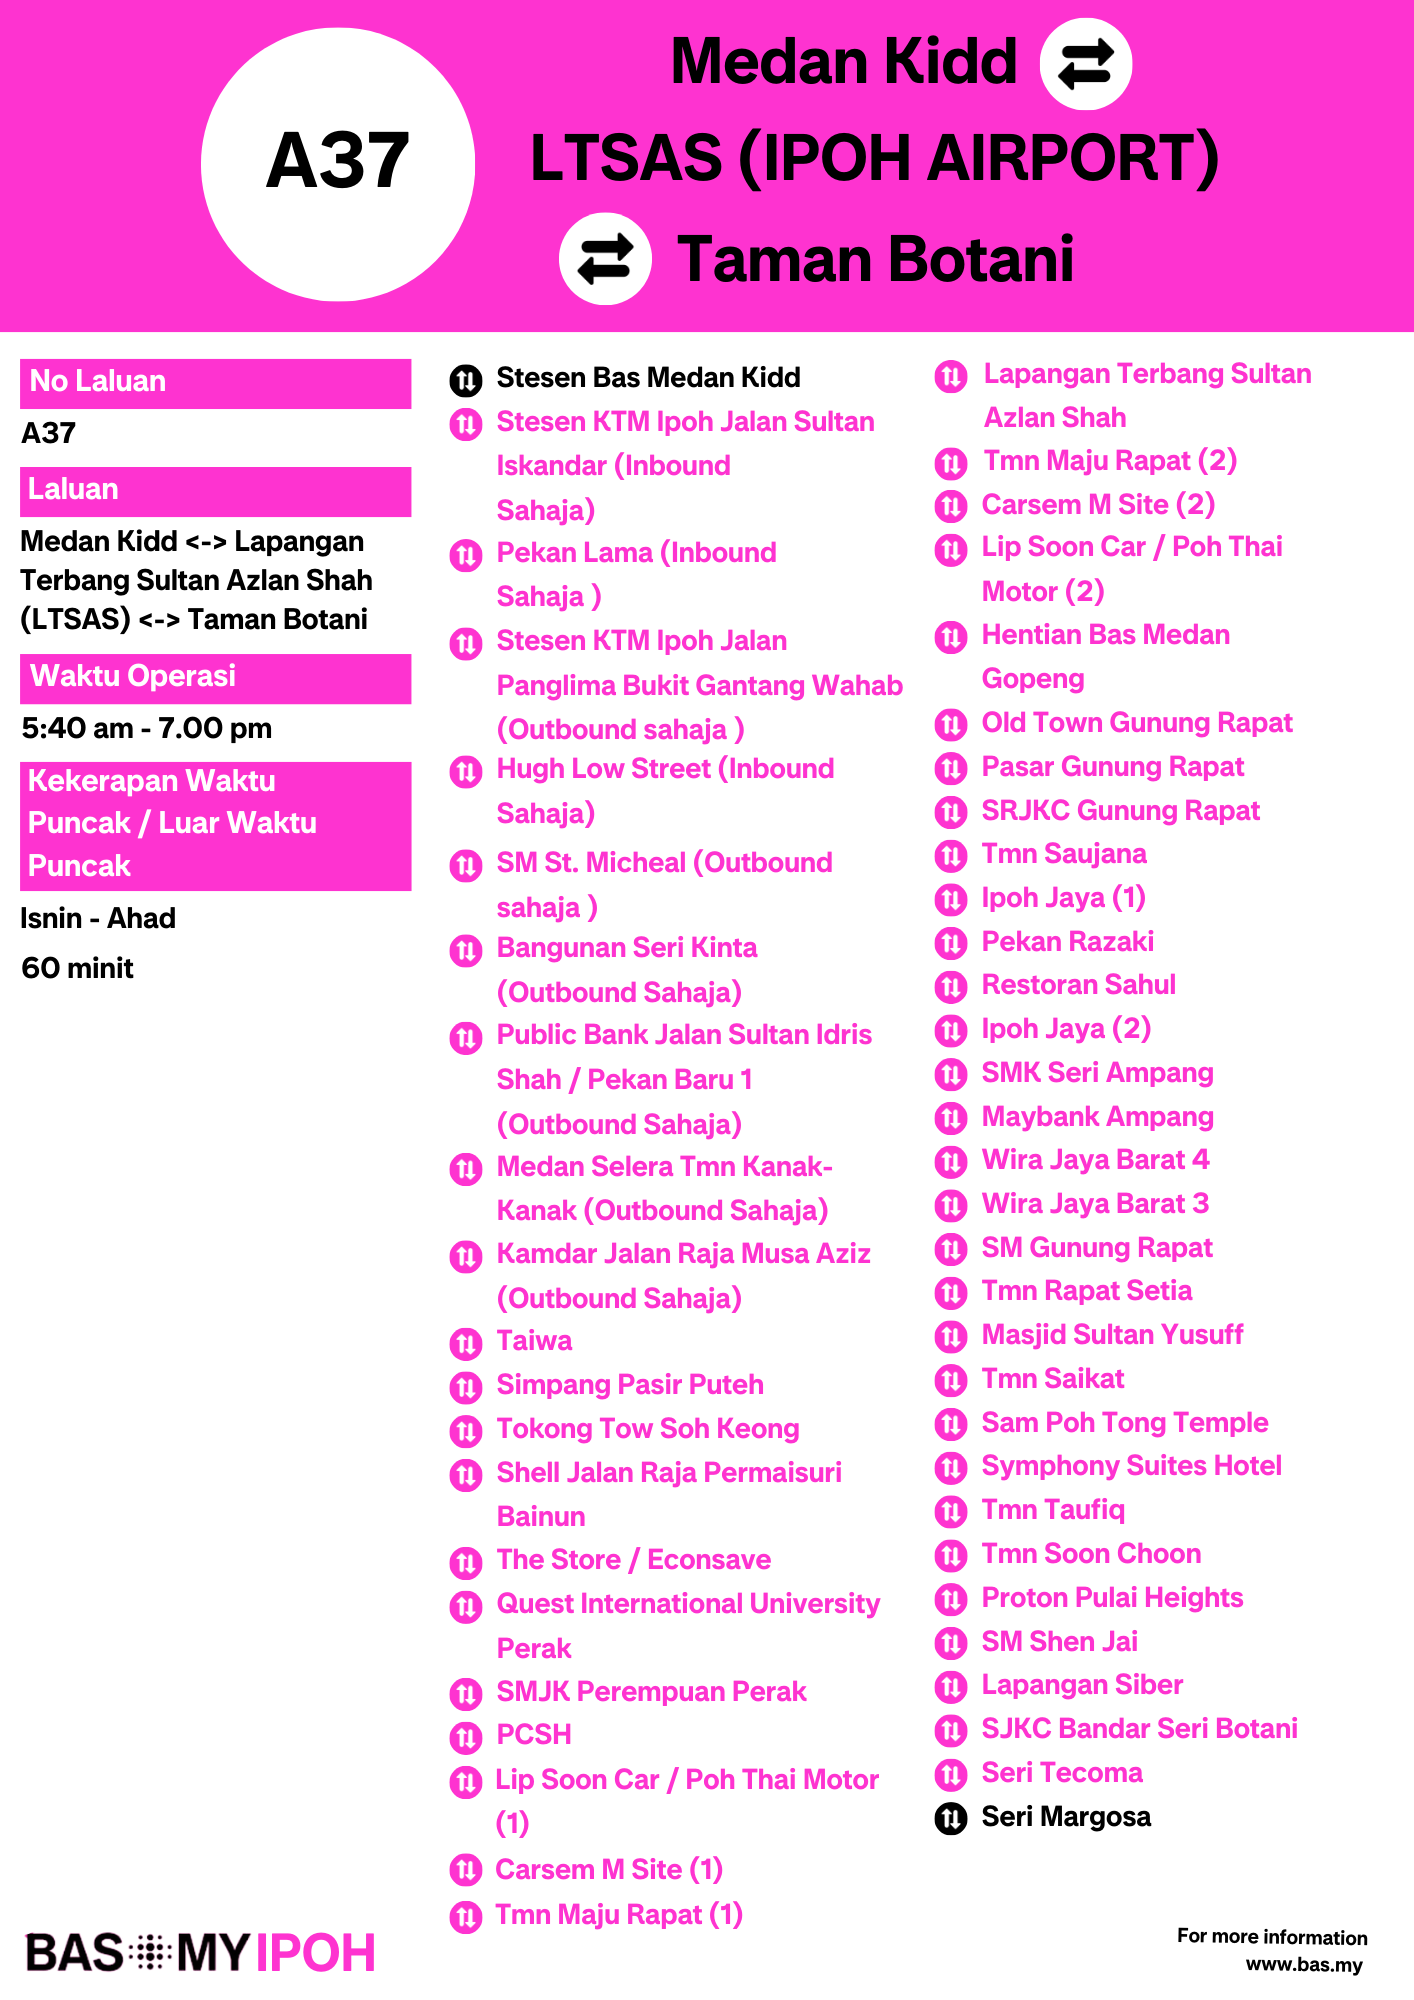 A37
Medan Kidd
LTSAS (IPOH AIRPORT)
Taman Botani
No Laluan
A37
Laluan
Medan Kidd <-> Lapangan
Terbang Sultan Azlan Shah
(LTSAS) <-> Taman Botani
Waktu Operasi
5:40 am - 7.00 pm
Kekerapan Waktu
Puncak / Luar Waktu
Puncak
Isnin - Ahad
60 minit
Stesen Bas Medan Kidd
Stesen KTM Ipoh Jalan Sultan
Iskandar (Inbound
Sahaja)
Pekan Lama (Inbound
Sahaja )
Stesen KTM Ipoh Jalan
Panglima Bukit Gantang Wahab
(Outbound sahaja )
Hugh Low Street (Inbound
Sahaja)
SM St. Micheal (Outbound
sahaja )
Bangunan Seri Kinta
(Outbound Sahaja)
Public Bank Jalan Sultan Idris
Shah / Pekan Baru 1
(Outbound Sahaja)
Medan Selera Tmn Kanak-
Kanak (Outbound Sahaja)
Kamdar Jalan Raja Musa Aziz
(Outbound Sahaja)
Taiwa
Simpang Pasir Puteh
Tokong Tow Soh Keong
Shell Jalan Raja Permaisuri
Bainun
The Store / Econsave
Quest International University
Perak
SMJK Perempuan Perak
PCSH
Lip Soon Car / Poh Thai Motor
(1)
Carsem M Site (1)
Tmn Maju Rapat (1)
Lapangan Terbang Sultan
Azlan Shah
Tmn Maju Rapat (2)
Carsem M Site (2)
Lip Soon Car / Poh Thai
Motor (2)
Hentian Bas Medan
Gopeng
Old Town Gunung Rapat
Pasar Gunung Rapat
SRJKC Gunung Rapat
Tmn Saujana
Ipoh Jaya (1)
Pekan Razaki
Restoran Sahul
Ipoh Jaya (2)
SMK Seri Ampang
Maybank Ampang
Wira Jaya Barat 4
Wira Jaya Barat 3
SM Gunung Rapat
Tmn Rapat Setia
Masjid Sultan Yusuff
Tmn Saikat
Sam Poh Tong Temple
Symphony Suites Hotel
Tmn Taufiq
Tmn Soon Choon
Proton Pulai Heights
SM Shen Jai
Lapangan Siber
SJKC Bandar Seri Botani
Seri Tecoma
Seri Margosa
BAS MY IPOH
For more information
www.bas.my